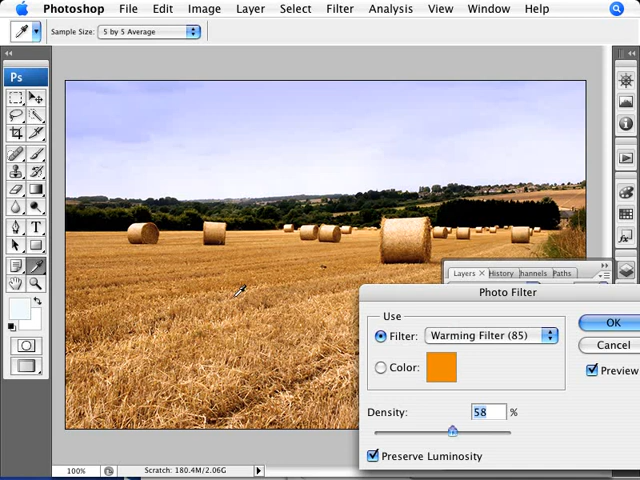 Photoshop File Edit Image Layer Select Filter Analysis View Window Help
Sample Size: 5 by 5 Average
Ps
T
Layers × History hannels Paths
Photo Filter
Use
Filter: Warming Filter (85)
OK
Cancel
Color:
Preview
Density: 58 %
Preserve Luminosity
100% Scratch: 180.4M/2.06G